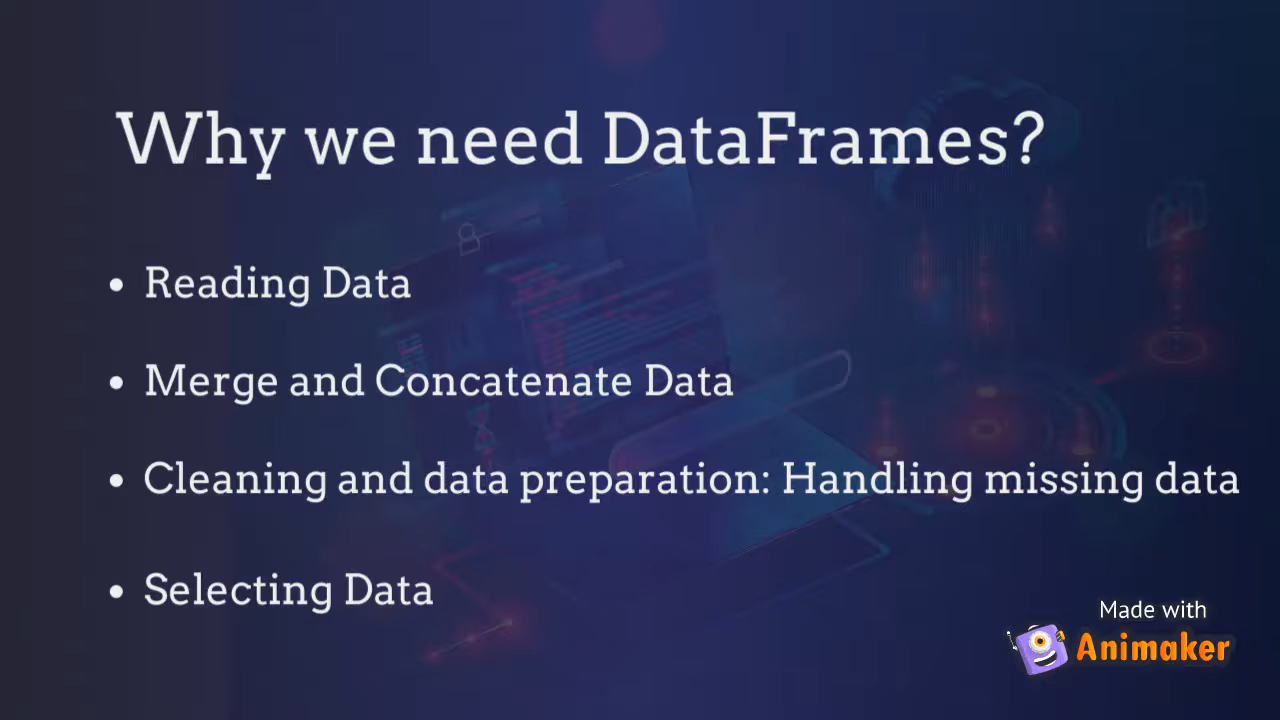 Why we need DataFrames?
• Reading Data
• Merge and Concatenate Data
• Cleaning and data preparation: Handling missing data
• Selecting Data
Made with
Animaker